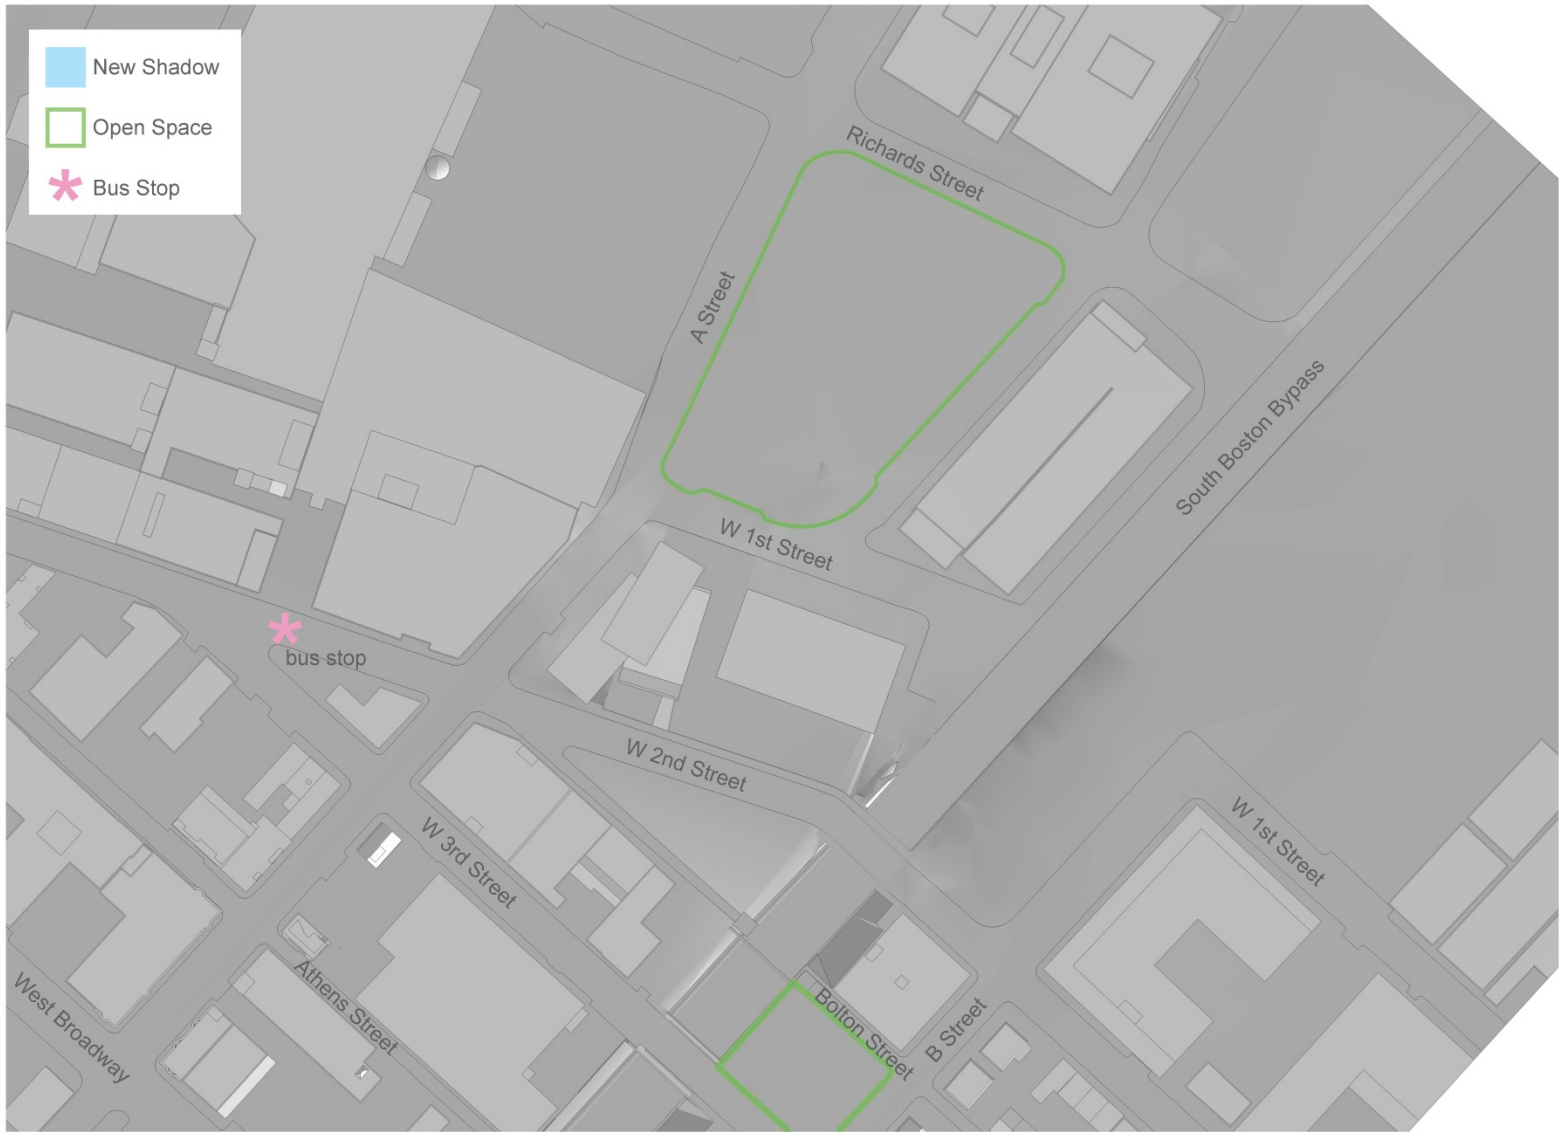 New Shadow
Open Space
Bus Stop
Richards Street
A Street
South Boston Bypass
W 1st Street
bus stop
W 2nd Street
W 3rd Street
W 1st Street
Athens Street
West Broadway
Bolton Street
B Street